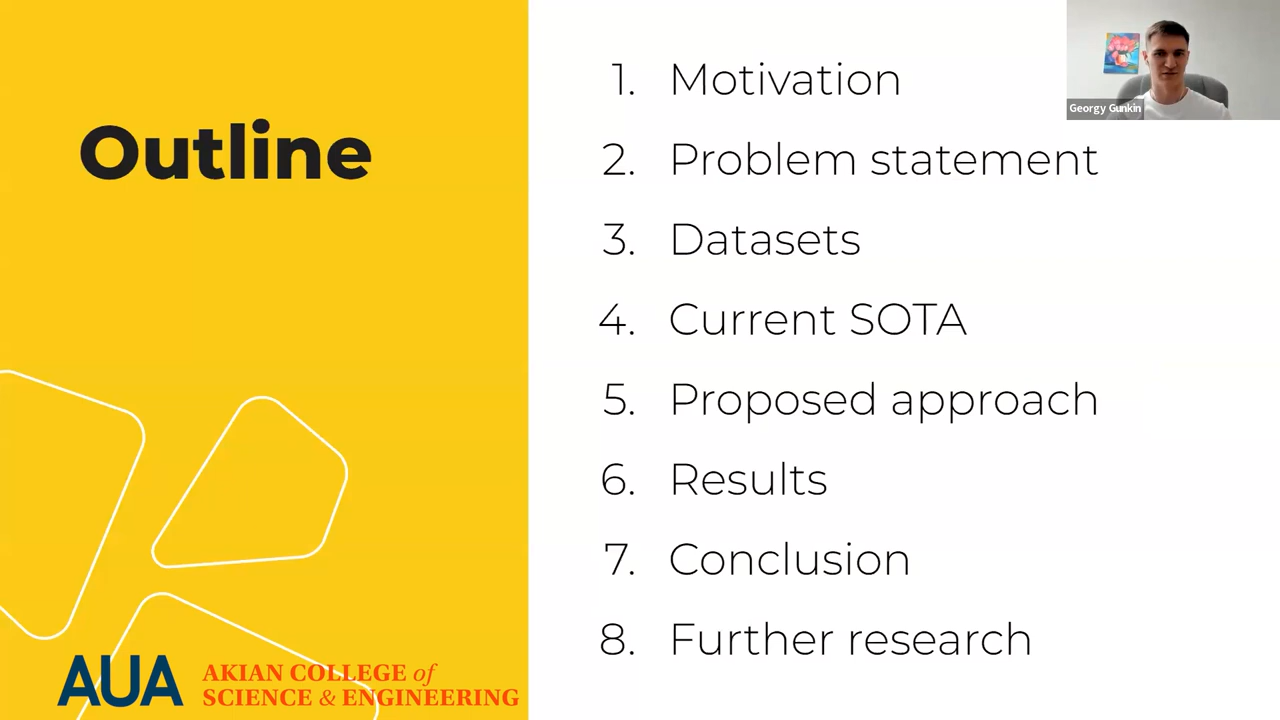 Outline
1. Motivation
2. Problem statement
3. Datasets
4. Current SOTA
5. Proposed approach
6. Results
7. Conclusion
8. Further research
Georgy Gunkin
AUA
AKIAN COLLEGE of
SCIENCE & ENGINEERING